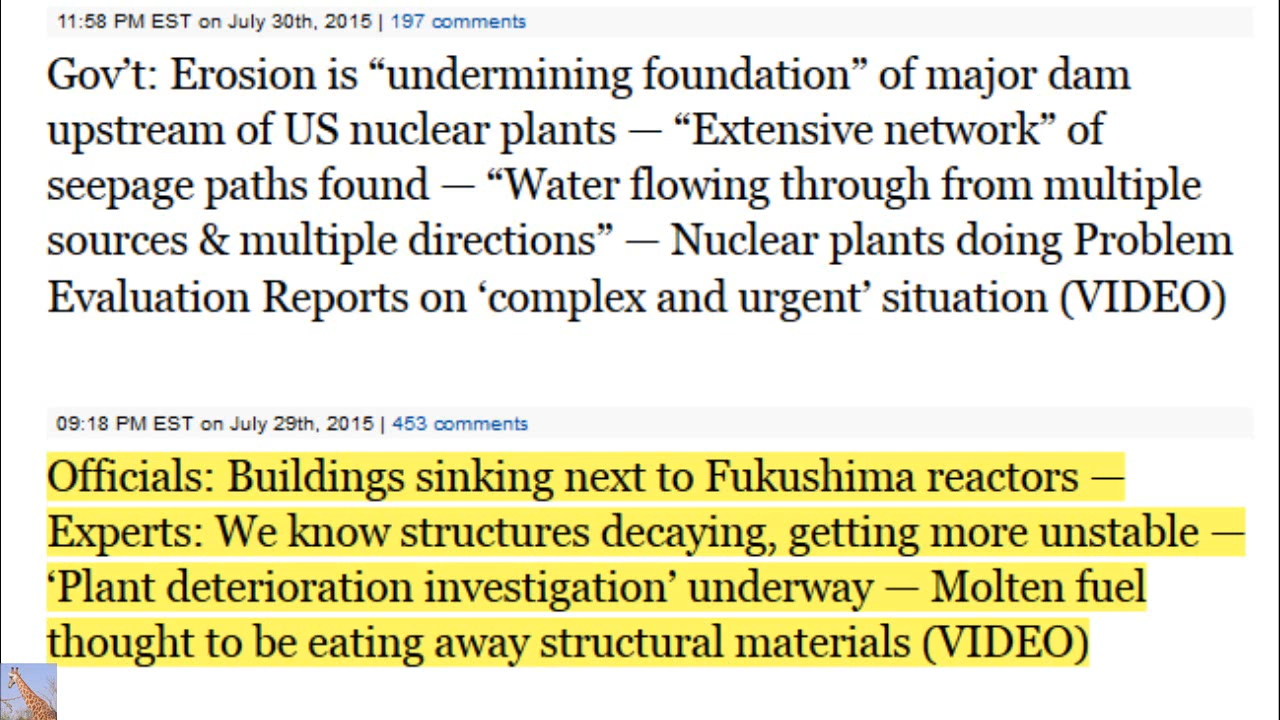 11:58 PM EST on July 30th, 2015 | 197 comments
Gov’t: Erosion is “undermining foundation” of major dam
upstream of US nuclear plants — “Extensive network” of
seepage paths found — “Water flowing through from multiple
sources & multiple directions” — Nuclear plants doing Problem
Evaluation Reports on ‘complex and urgent’ situation (VIDEO)
09:18 PM EST on July 29th, 2015 | 453 comments
Officials: Buildings sinking next to Fukushima reactors —
Experts: We know structures decaying, getting more unstable —
‘Plant deterioration investigation’ underway — Molten fuel
thought to be eating away structural materials (VIDEO)